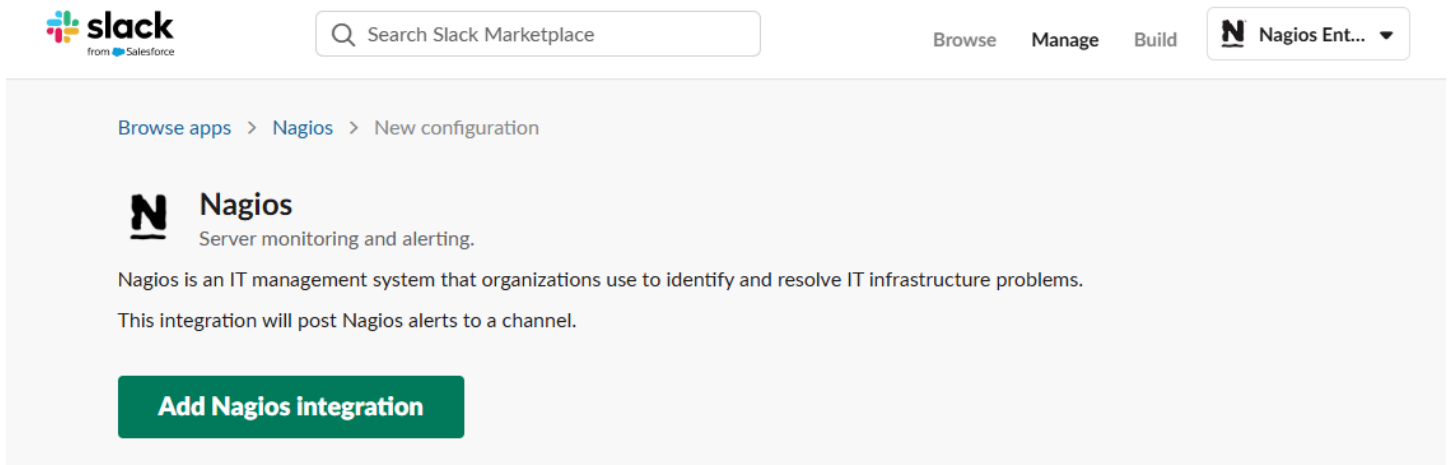 slack
from Salesforce
Search Slack Marketplace
Browse Manage Build Nagios Ent...
Browse apps > Nagios > New configuration
N Nagios
Server monitoring and alerting.
Nagios is an IT management system that organizations use to identify and resolve IT infrastructure problems.
This integration will post Nagios alerts to a channel.
Add Nagios integration